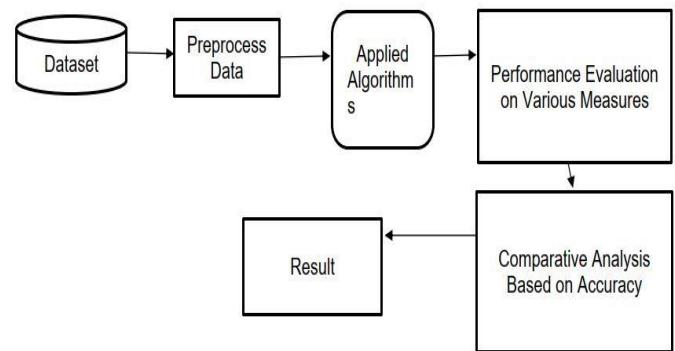 Dataset
Preprocess
Data
Applied
Algorithm
s
Performance Evaluation
on Various Measures
Comparative Analysis
Based on Accuracy
Result